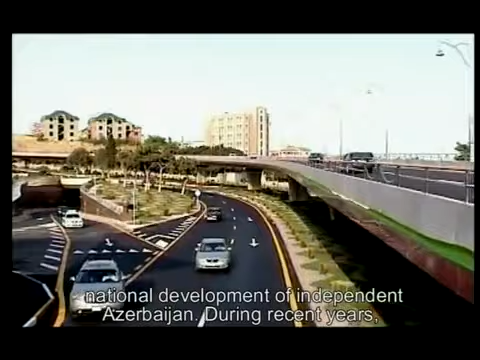 - national development of independent
Azerbaijan. During recent years,